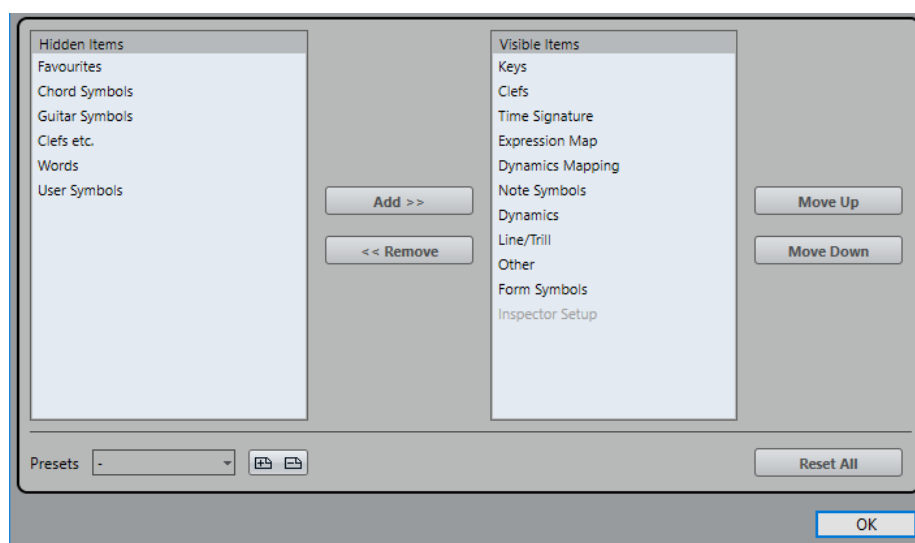 Hidden Items
Favourites
Chord Symbols
Guitar Symbols
Clefs etc.
Words
User Symbols
Add >>
<< Remove
Visible Items
Keys
Clefs
Time Signature
Expression Map
Dynamics Mapping
Note Symbols
Dynamics
Line/Trill
Other
Form Symbols
Inspector Setup
Move Up
Move Down
Presets -
Reset All
OK